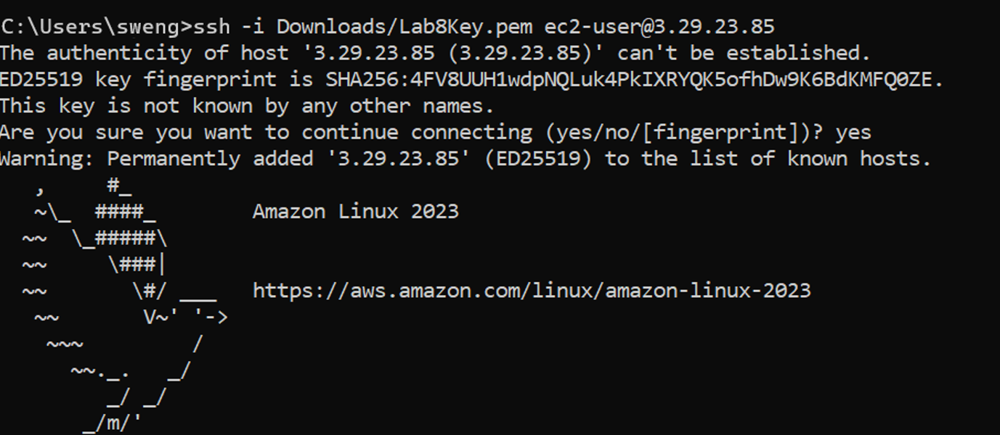 C:\Users\sweng>ssh -i Downloads/Lab8Key.pem ec2-user@3.29.23.85
The authenticity of host '3.29.23.85 (3.29.23.85)' can't be established.
ED25519 key fingerprint is SHA256:4FV8UUH1wdpNQLuk4PkIXRYQK5ofhDw9K6BdKMFQ0ZE.
This key is not known by any other names.
Are you sure you want to continue connecting (yes/no/[fingerprint])? yes
Warning: Permanently added '3.29.23.85' (ED25519) to the list of known hosts.
   ,     #_
   ~\_  ####_        Amazon Linux 2023
  ~~  \_#####\
  ~~     \###|
  ~~       \#/ ___   https://aws.amazon.com/linux/amazon-linux-2023
   ~~       V~' '->
    ~~~         /
      ~~._.   _/
         _/ _/
       _/m/'